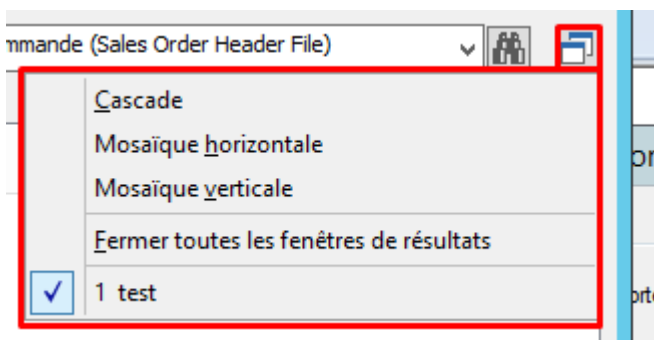 mmande (Sales Order Header File)
Cascade
Mosaïque horizontale
Mosaïque verticale
Fermer toutes les fenêtres de résultats
1 test